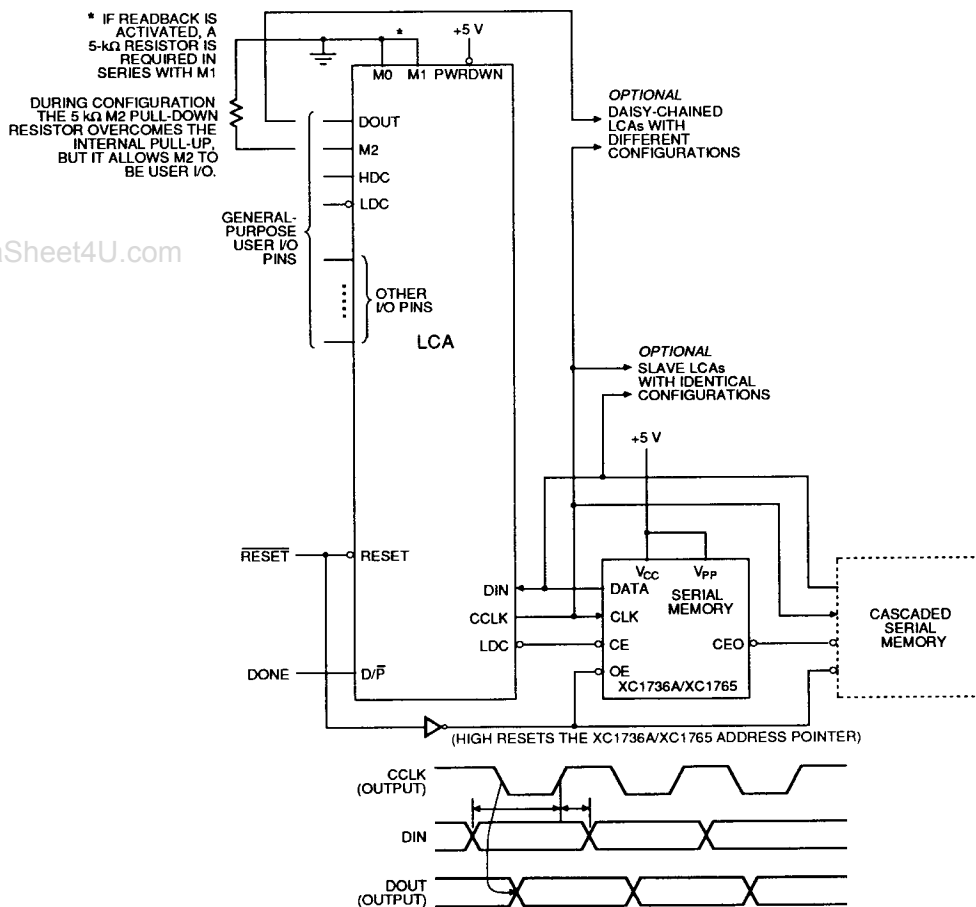 * IF READBACK IS
ACTIVATED, A
5-kΩ RESISTOR IS
REQUIRED IN
SERIES WITH M1
DURING CONFIGURATION
THE 5 kΩ M2 PULL-DOWN
RESISTOR OVERCOMES THE
INTERNAL PULL-UP,
BUT IT ALLOWS M2 TO
BE USER I/O.
*
+5 V
M0 M1 PWRDWN
DOUT
M2
HDC
LDC
GENERAL-
PURPOSE
USER I/O
PINS
OTHER
I/O PINS
LCA
OPTIONAL
DAISY-CHAINED
LCAs WITH
DIFFERENT
CONFIGURATIONS
OPTIONAL
SLAVE LCAs
WITH IDENTICAL
CONFIGURATIONS
+5 V
RESET
RESET
DIN
CCLK
LDC
VCC VPP
DATA
SERIAL
MEMORY
CLK
CE
CEO
OE
XC1736A/XC1765
CASCADED
SERIAL
MEMORY
DONE
D/P̅
(HIGH RESETS THE XC1736A/XC1765 ADDRESS POINTER)
CCLK
(OUTPUT)
DIN
DOUT
(OUTPUT)